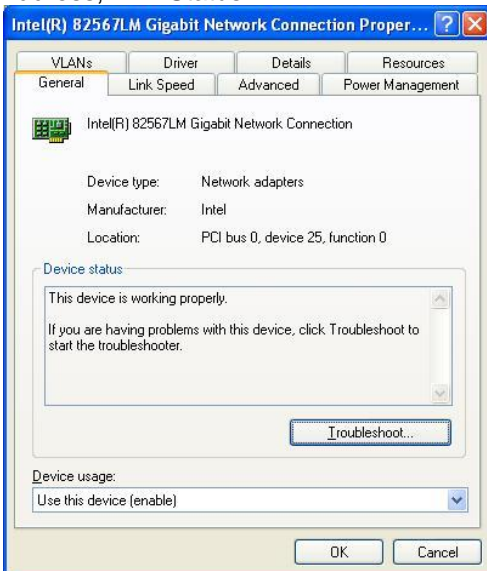 Intel(R) 82567LM Gigabit Network Connection Proper...
VLANs Driver Details Resources
General Link Speed Advanced Power Management
Intel(R) 82567LM Gigabit Network Connection
Device type: Network adapters
Manufacturer: Intel
Location: PCI bus 0, device 25, function 0
Device status
This device is working properly.
If you are having problems with this device, click Troubleshoot to
start the troubleshooter.
Troubleshoot...
Device usage:
Use this device (enable)
OK Cancel